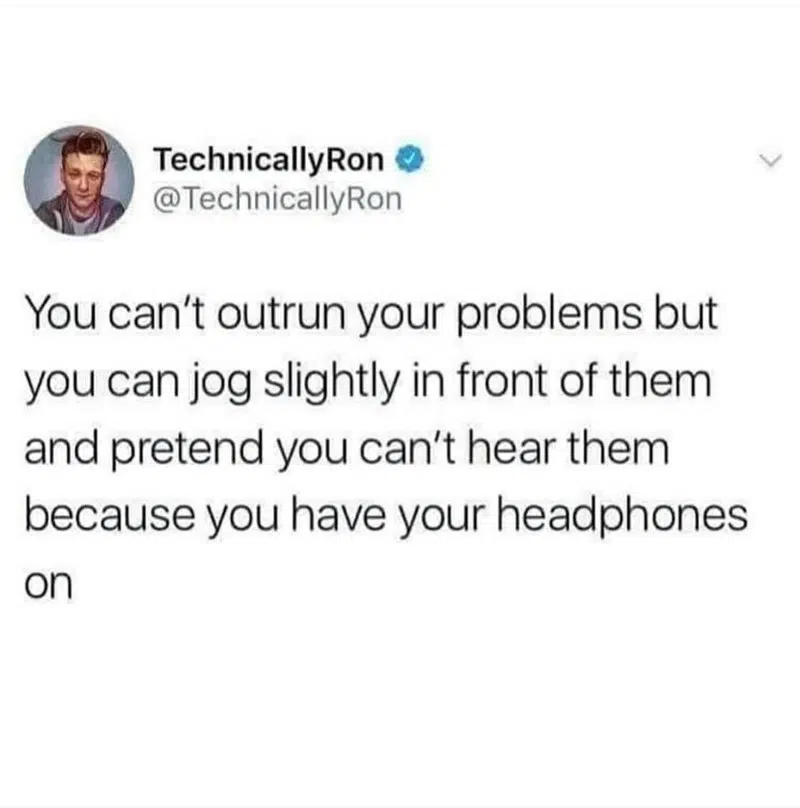 TechnicallyRon
@TechnicallyRon
You can't outrun your problems but
you can jog slightly in front of them
and pretend you can't hear them
because you have your headphones
on